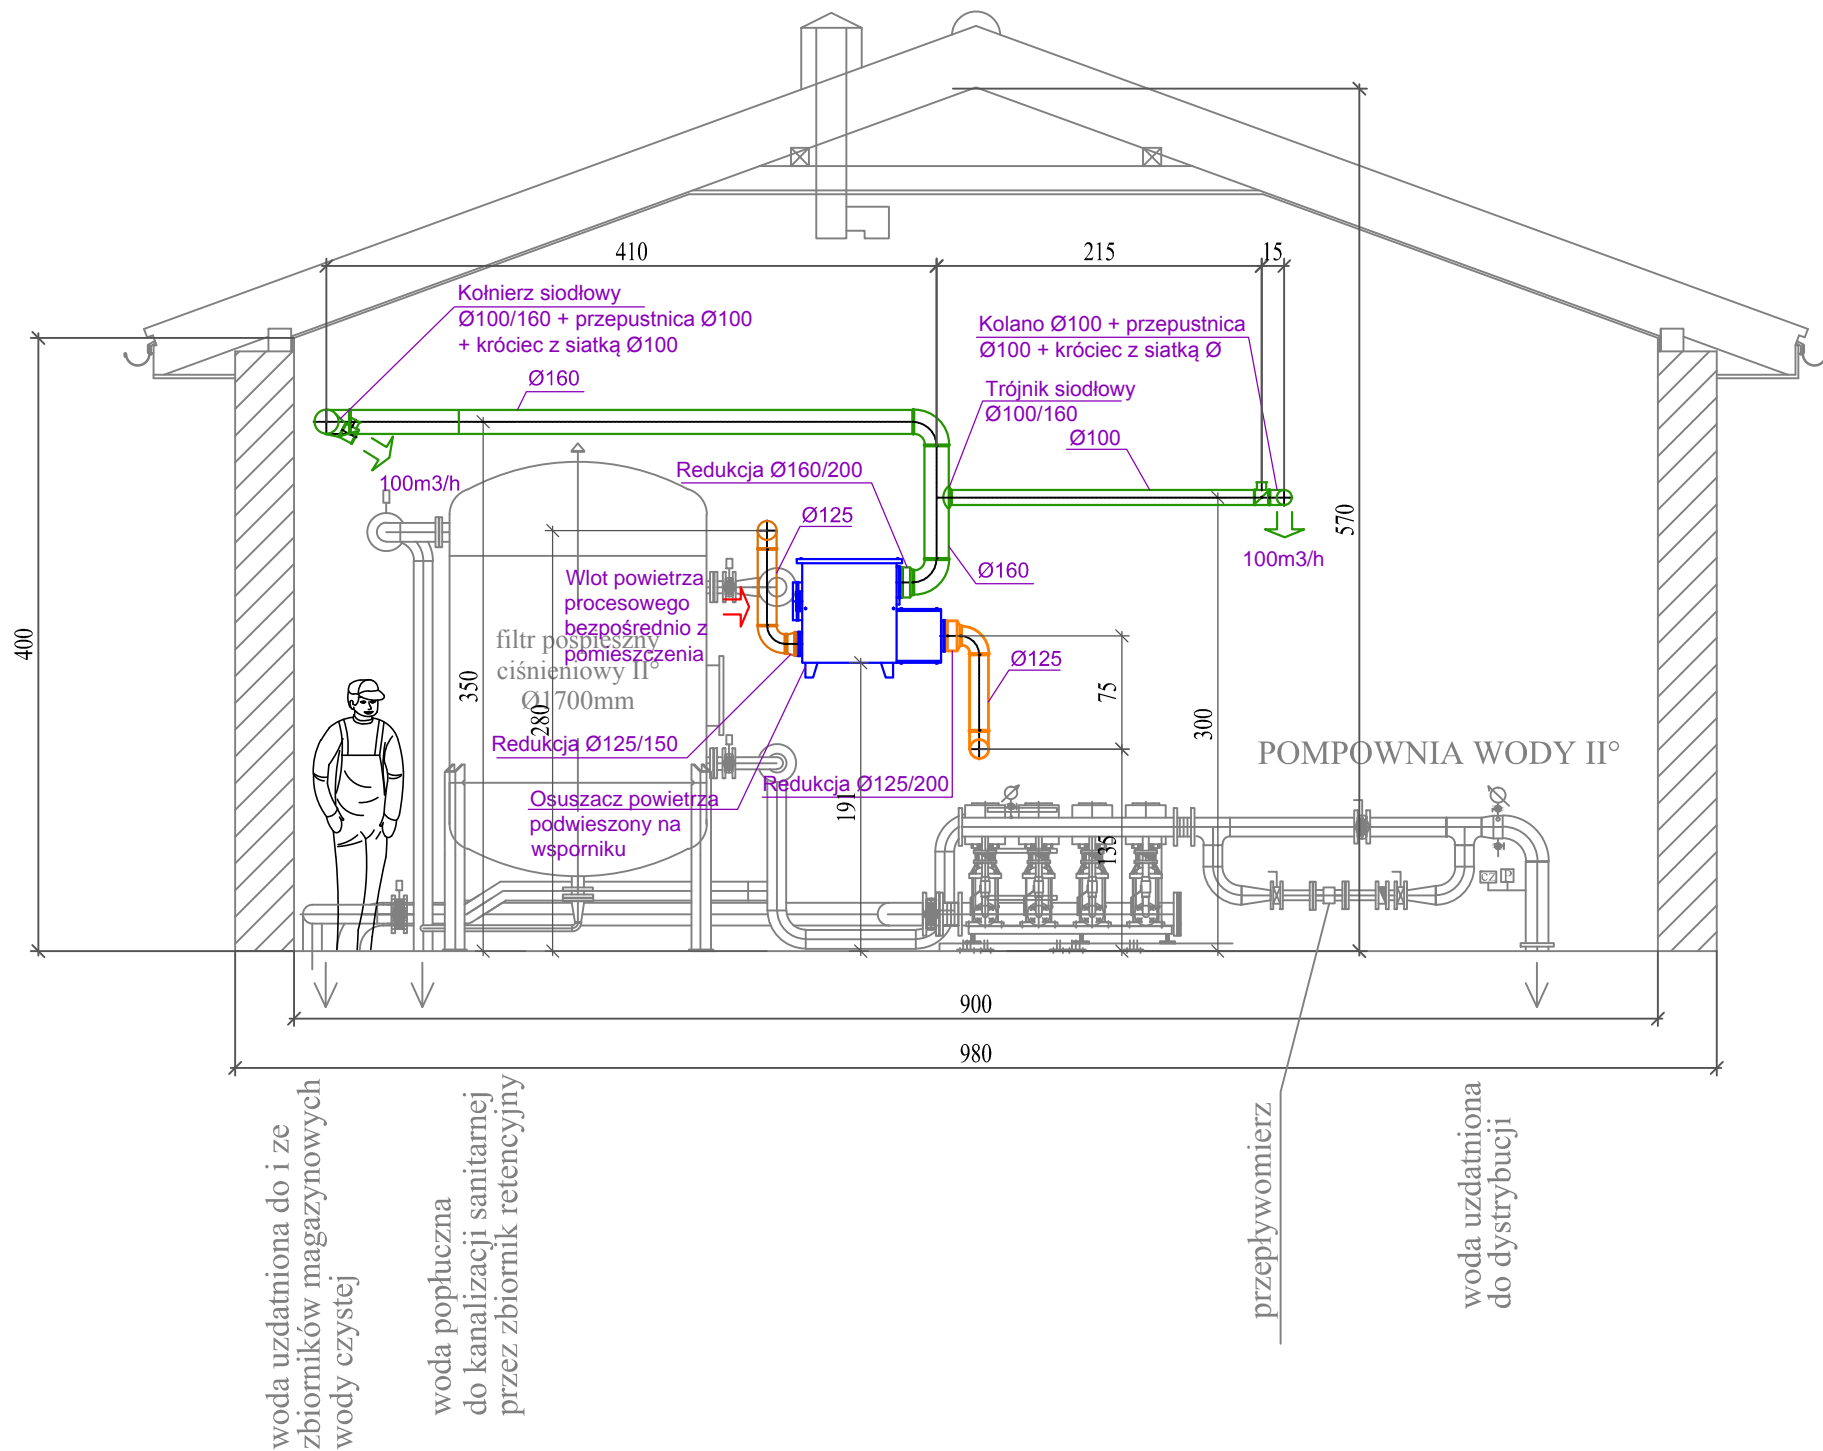 410
215
15
Kołnierz siodłowy
Ø100/160 + przepustnica Ø100
+ króciec z siatką Ø100
Kolano Ø100 + przepustnica
Ø100 + króciec z siatką Ø
Ø160
Trójnik siodłowy
Ø100/160
Ø100
Redukcja Ø160/200
100m3/h
Ø125
570
100m3/h
Wlot powietrza
procesowego
bezpośrednio z
pomieszczenia
Ø160
filtr pośpieszny
ciśnieniowy II°
Ø1700mm
400
350
280
Ø125
75
300
Redukcja Ø125/150
POMPOWNIA WODY II°
Redukcja Ø125/200
Osuszacz powietrza
podwieszony na
wsporniku
191
135
CZ
P
900
980
woda uzdatniona do i ze
zbiorników magazynowych
wody czystej
woda popłuczna
do kanalizacji sanitarnej
przez zbiornik retencyjny
przepływomierz
woda uzdatniona
do dystrybucji